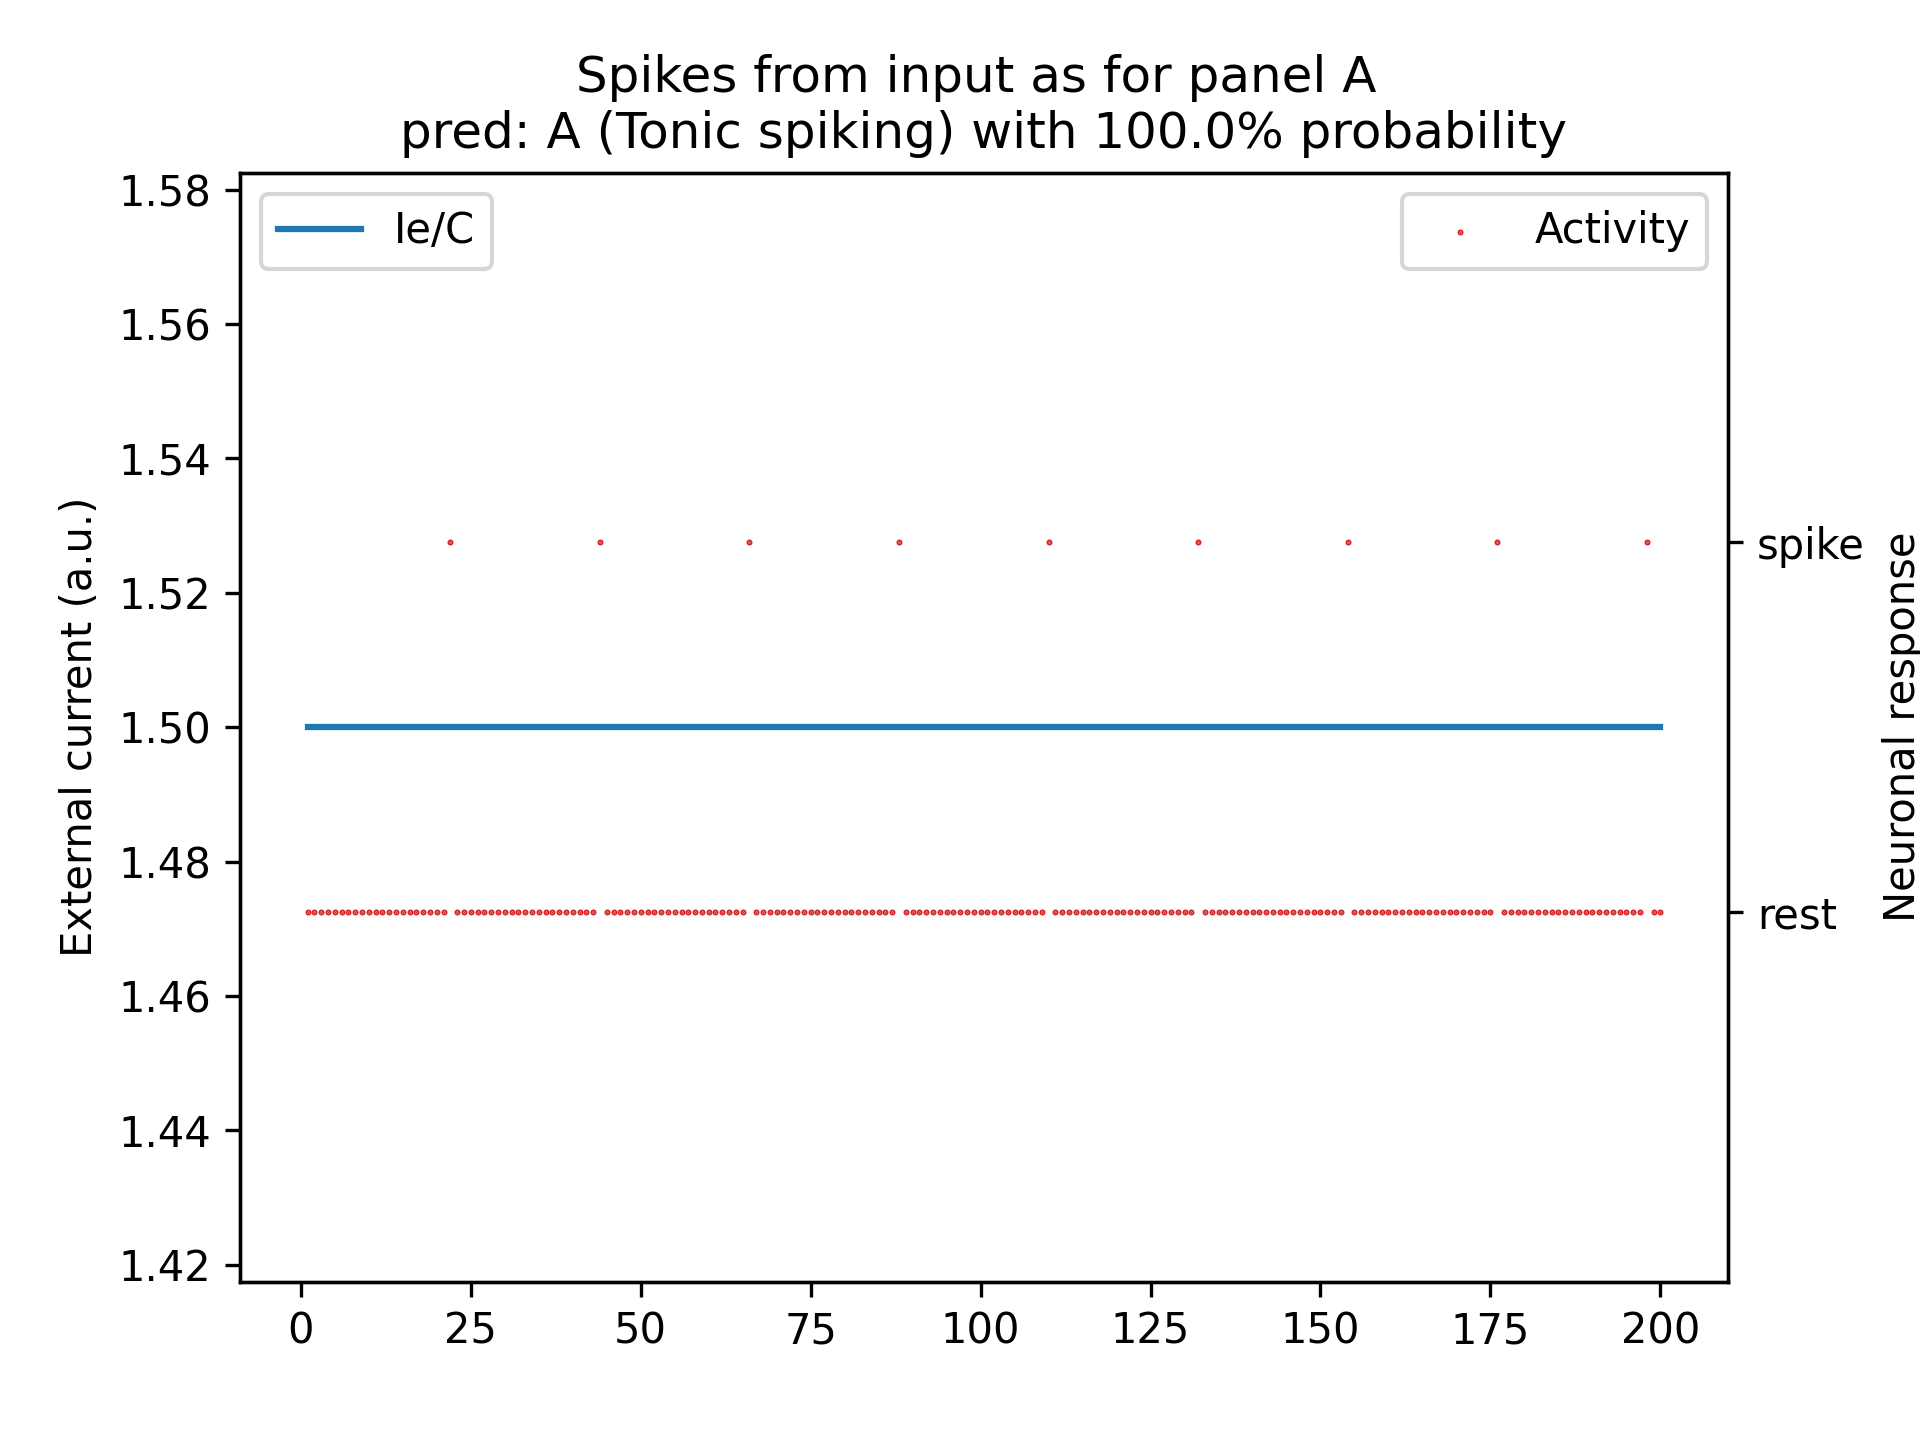 Spikes from input as for panel A
pred: A (Tonic spiking) with 100.0% probability
Ie/C
Activity
1.58
1.56
1.54
1.52
1.50
1.48
1.46
1.44
1.42
External current (a.u.)
spike
rest
Neuronal response
0 25 50 75 100 125 150 175 200